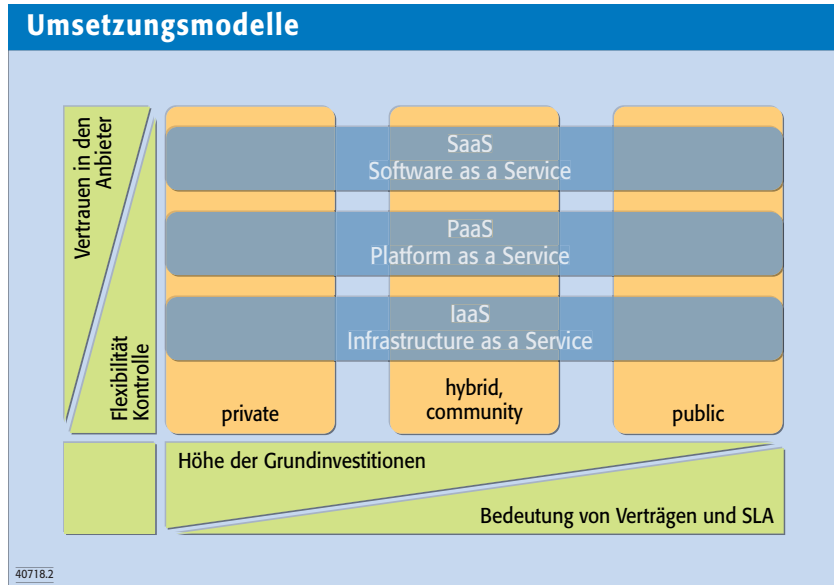 Umsetzungsmodelle
Vertrauen in den
Anbieter
Flexibilität
Kontrolle
SaaS
Software as a Service
PaaS
Platform as a Service
IaaS
Infrastructure as a Service
private
hybrid,
community
public
Höhe der Grundinvestitionen
Bedeutung von Verträgen und SLA
40718.2